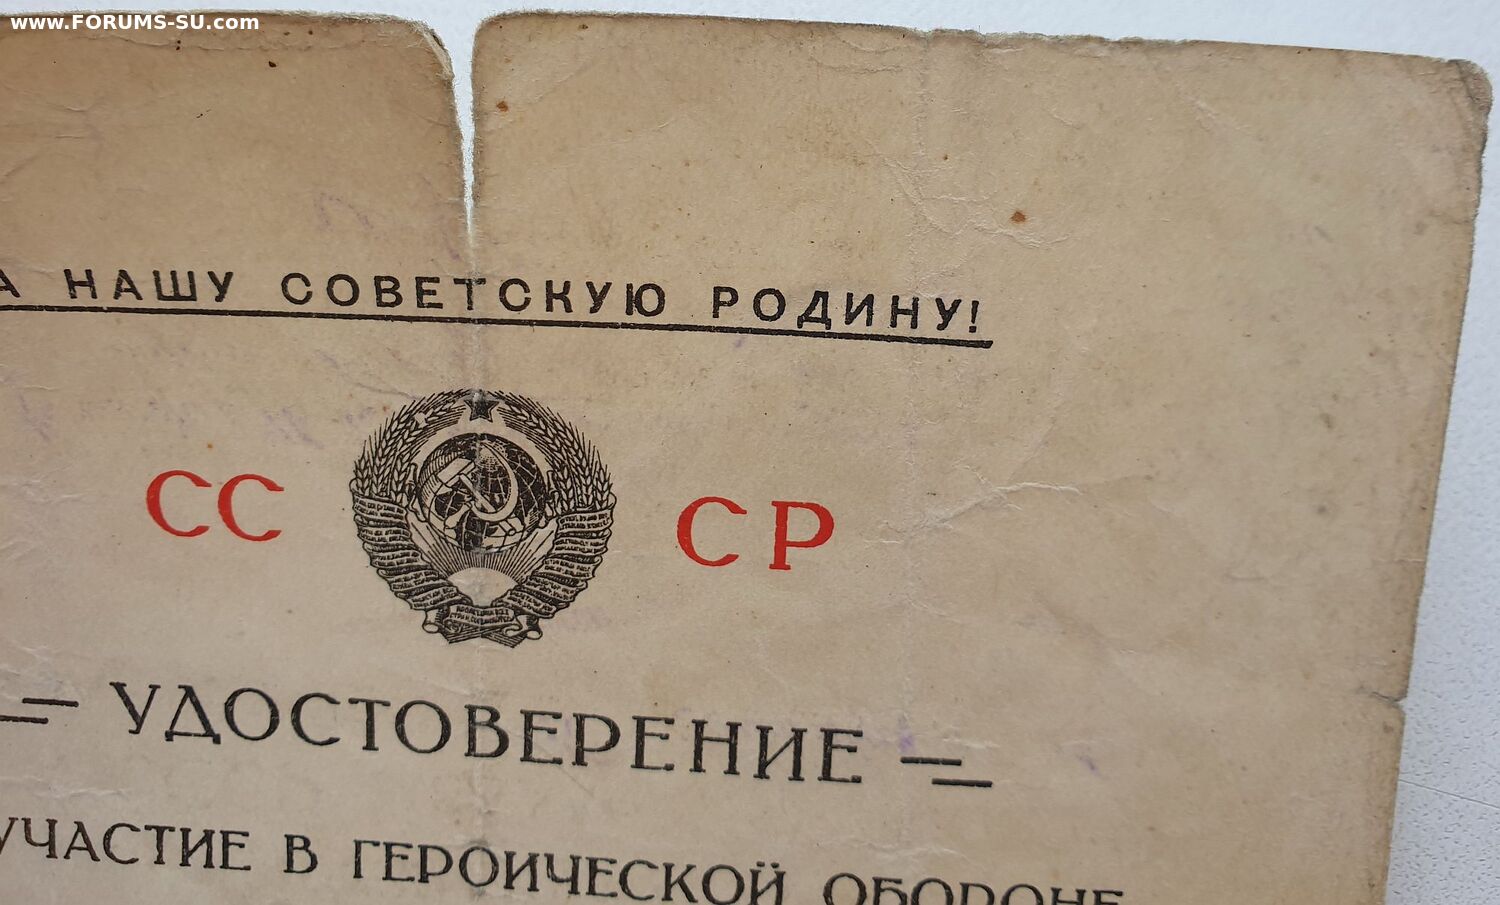 www.FORUMS-SU.com
А НАШУ СОВЕТСКУЮ РОДИНУ!
СС СР
УДОСТОВЕРЕНИЕ
УЧАСТИЕ В ГЕРОИЧЕСКОЙ ОБОРОНЕ